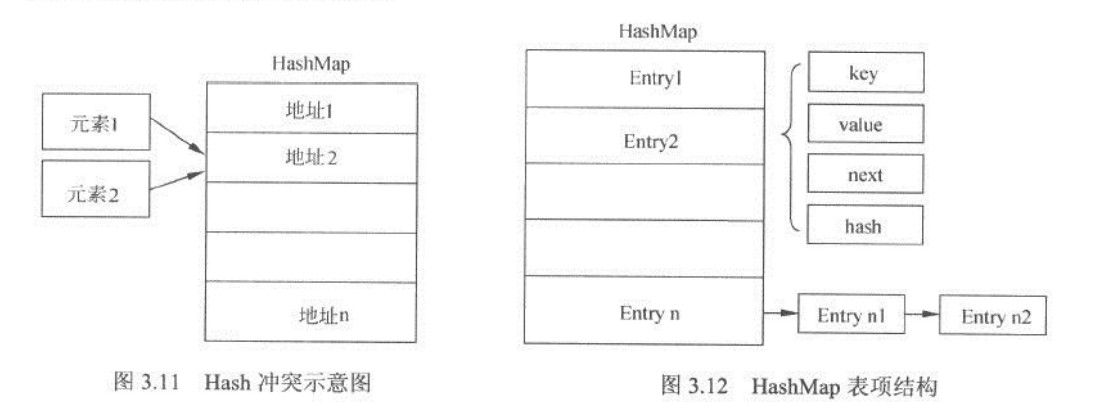 HashMap
元素1
元素2
地址1
地址2
地址n
图 3.11 Hash 冲突示意图
HashMap
Entry1
Entry2
Entry n
key
value
next
hash
Entry n1
Entry n2
图 3.12 HashMap 表项结构